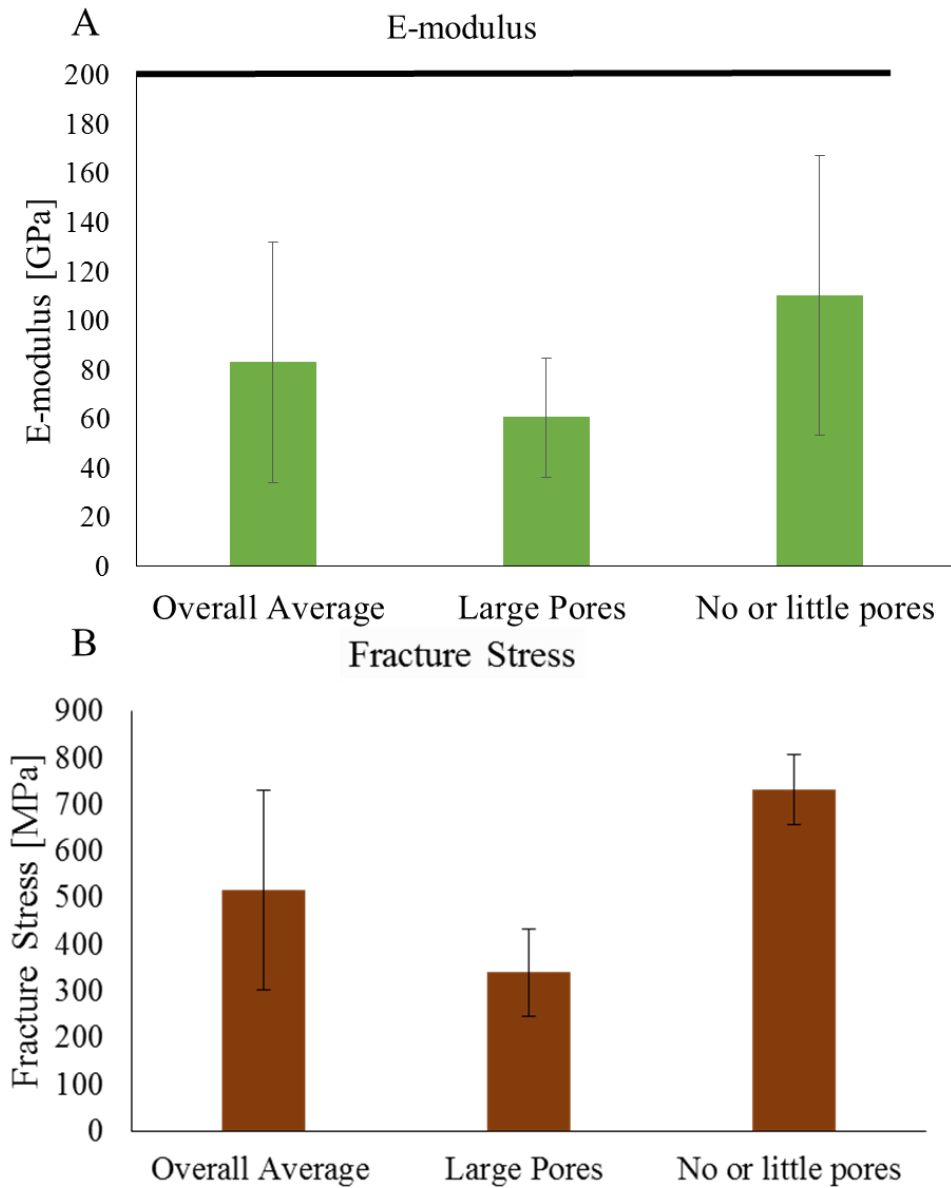 A
E-modulus
E-modulus [GPa]
200
180
160
140
120
100
80
60
40
20
0
Overall Average Large Pores No or little pores
B
Fracture Stress
Fracture Stress [MPa]
900
800
700
600
500
400
300
200
100
0
Overall Average Large Pores No or little pores